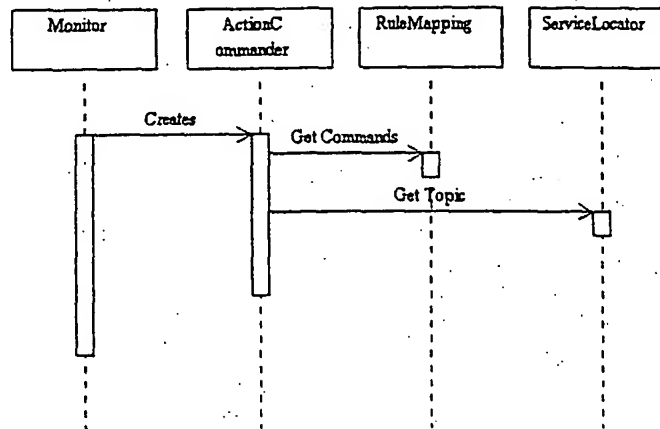 Monitor
ActionC
ommander
RuleMapping
ServiceLocator
Creates
Get Commands
Get Topic